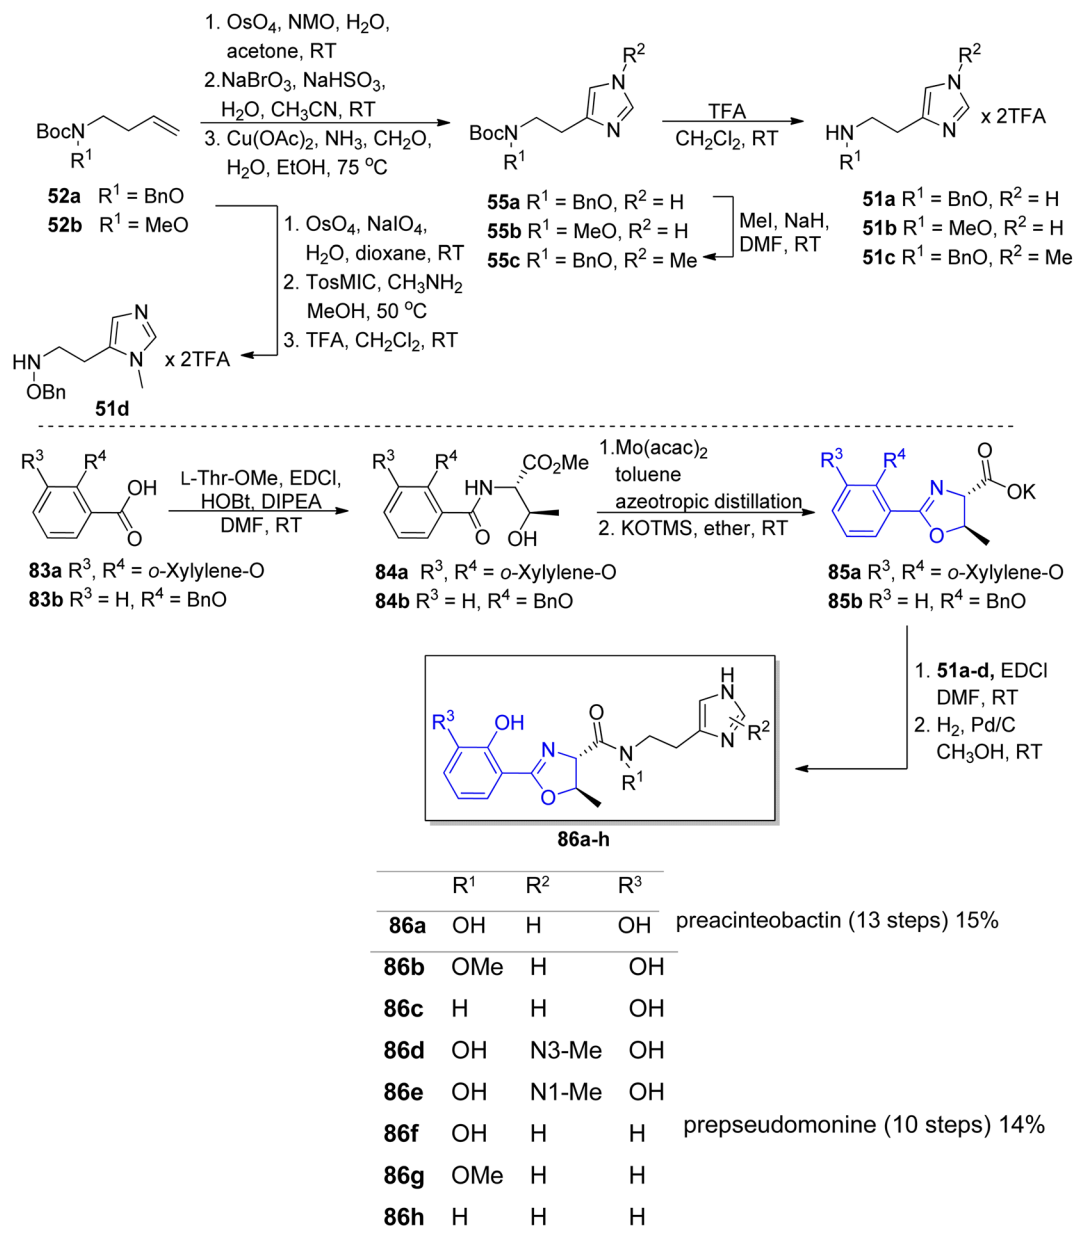 1. OsO4, NMO, H2O,
acetone, RT
2.NaBrO3, NaHSO3,
H2O, CH3CN, RT
3. Cu(OAc)2, NH3, CH2O,
H2O, EtOH, 75 °C
BocN
R1
52a R1 = BnO
52b R1 = MeO
R2
N
N
BocN
R1
55a R1 = BnO, R2 = H
55b R1 = MeO, R2 = H
55c R1 = BnO, R2 = Me
TFA
CH2Cl2, RT
MeI, NaH,
DMF, RT
R2
N
N
x 2TFA
HN
R1
51a R1 = BnO, R2 = H
51b R1 = MeO, R2 = H
51c R1 = BnO, R2 = Me
1. OsO4, NaIO4,
H2O, dioxane, RT
2. TosMIC, CH3NH2
MeOH, 50 °C
3. TFA, CH2Cl2, RT
N
N
HN
OBn
x 2TFA
51d
R3
R4
OH
O
83a R3, R4 = o-Xylylene-O
83b R3 = H, R4 = BnO
L-Thr-OMe, EDCI,
HOBt, DIPEA
DMF, RT
R3
R4
HN
CO2Me
O
OH
84a R3, R4 = o-Xylylene-O
84b R3 = H, R4 = BnO
1.Mo(acac)2
toluene
azeotropic distillation
2. KOTMS, ether, RT
R3
R4
N
O
O
OK
85a R3, R4 = o-Xylylene-O
85b R3 = H, R4 = BnO
1. 51a-d, EDCI
DMF, RT
2. H2, Pd/C
CH3OH, RT
R3
OH
N
O
O
N
R1
H
N
N
R2
86a-h
R1 R2 R3
86a OH H OH preacinteobactin (13 steps) 15%
86b OMe H OH
86c H H OH
86d OH N3-Me OH
86e OH N1-Me OH
86f OH H H prepseudomonine (10 steps) 14%
86g OMe H H
86h H H H